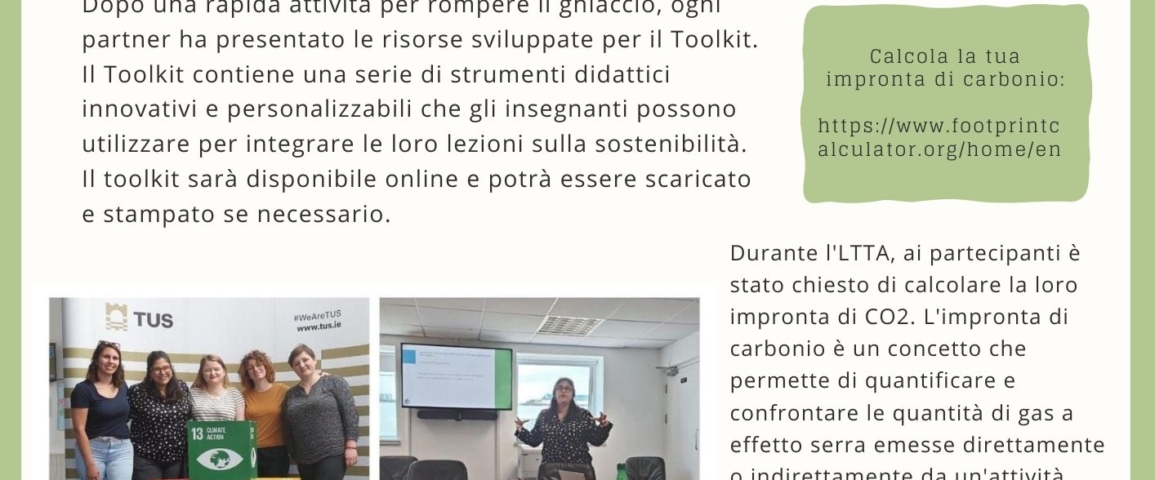 Dopo una rapida attività per rompere il ghiaccio, ogni
partner ha presentato le risorse sviluppate per il Toolkit.
Il Toolkit contiene una serie di strumenti didattici
innovativi e personalizzabili che gli insegnanti possono
utilizzare per integrare le loro lezioni sulla sostenibilità.
Il toolkit sarà disponibile online e potrà essere scaricato
e stampato se necessario.
Calcola la tua
impronta di carbonio:
https://www.footprintc
alculator.org/home/en
Durante l'LTTA, ai partecipanti è
stato chiesto di calcolare la loro
impronta di CO2. L'impronta di
carbonio è un concetto che
permette di quantificare e
confrontare le quantità di gas a
effetto serra emesse direttamente
o indirettamente da un'attività
TUS
#WeAreTUS
www.tus.ie
13 CLIMATE
ACTION